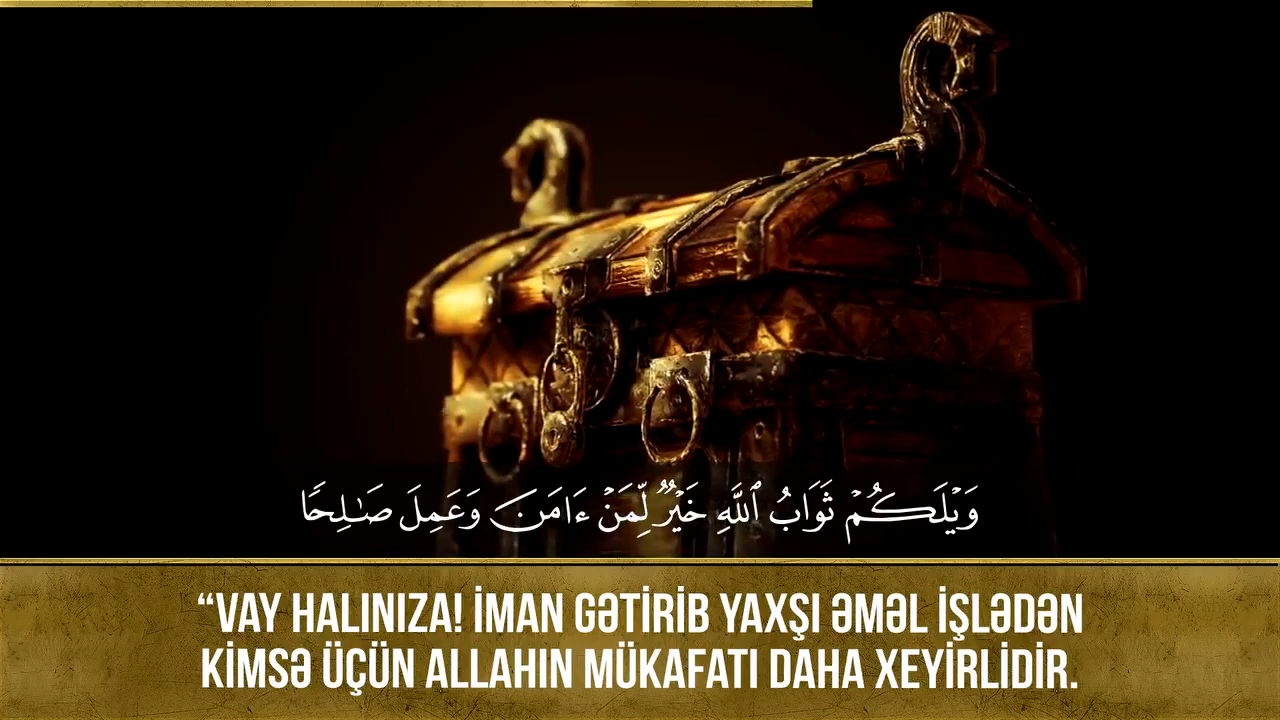 وَيْلَكُمْ ثَوَابُ ٱللَّهِ خَيْرٌ لِّمَنْ ءَامَنَ وَعَمِلَ صَـٰلِحًا
“VAY HALINIZA! İMAN GƏTİRİB YAXŞI ƏMƏL İŞLƏDƏN
KİMSƏ ÜÇÜN ALLAHIN MÜKAFATI DAHA XEYİRLİDİR.